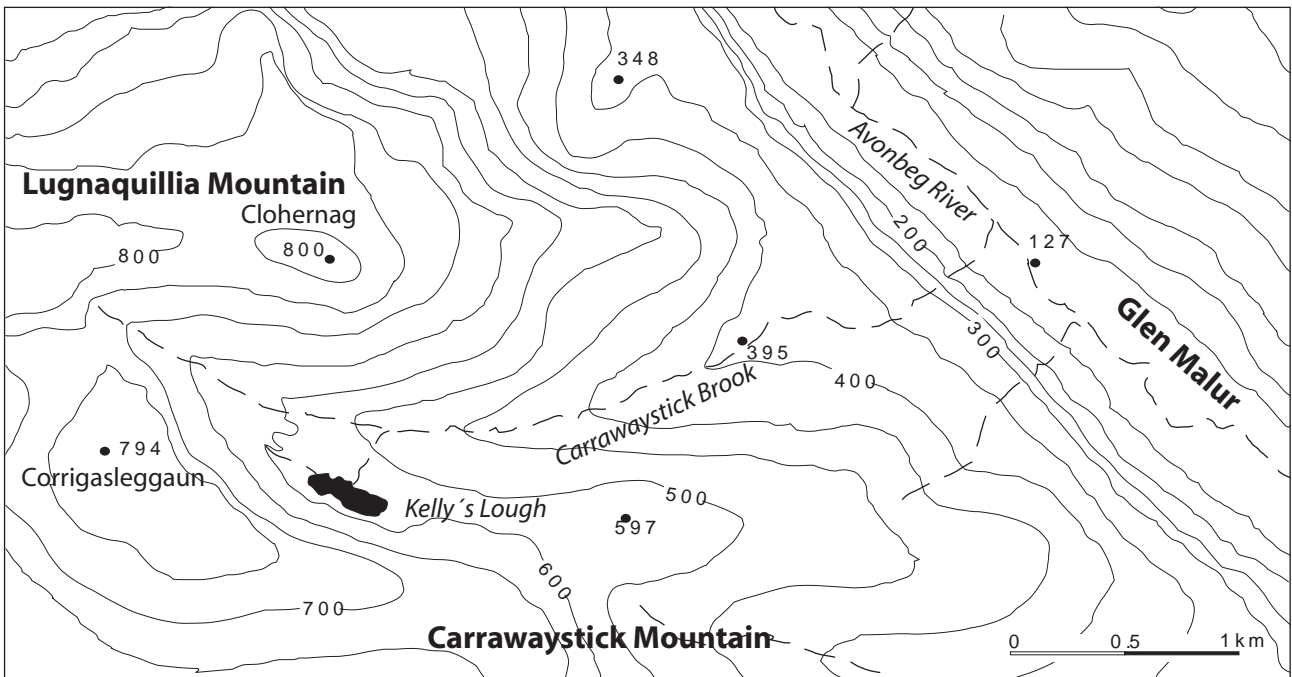 348
Avonbeg River
Lugnaquillia Mountain
Clohernag
800
800
200
127
Glen Malur
300
395
400
Carrawaystick Brook
794
Corrigasleggaun
Kelly´s Lough
500
597
600
700
Carrawaystick Mountain
0 0.5 1 km